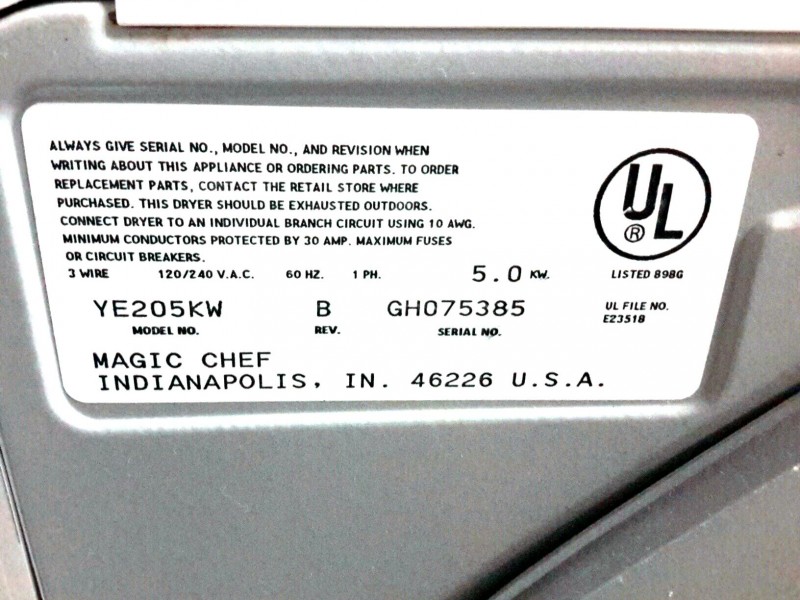 ALWAYS GIVE SERIAL NO., MODEL NO., AND REVISION WHEN
WRITING ABOUT THIS APPLIANCE OR ORDERING PARTS. TO ORDER
REPLACEMENT PARTS, CONTACT THE RETAIL STORE WHERE
PURCHASED. THIS DRYER SHOULD BE EXHAUSTED OUTDOORS.
CONNECT DRYER TO AN INDIVIDUAL BRANCH CIRCUIT USING 10 AWG.
MINIMUM CONDUCTORS PROTECTED BY 30 AMP. MAXIMUM FUSES
OR CIRCUIT BREAKERS.
3 WIRE 120/240 V.A.C. 60 HZ. 1 PH. 5.0 KW.
UL ®
LISTED 898G
YE205KW B GH075385
MODEL NO. REV. SERIAL NO.
UL FILE NO.
E23518
MAGIC CHEF
INDIANAPOLIS, IN. 46226 U.S.A.